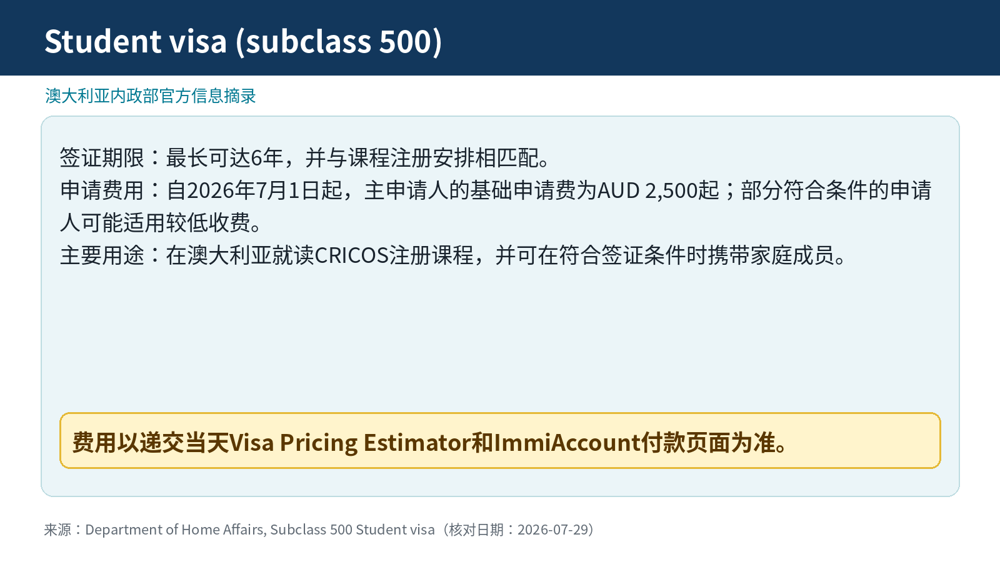 Student visa (subclass 500)
澳大利亚内政部官方信息摘录
签证期限：最长可达6年，并与课程注册安排相匹配。
申请费用：自2026年7月1日起，主申请人的基础申请费为AUD 2,500起；部分符合条件的申请
人可能适用较低收费。
主要用途：在澳大利亚就读CRICOS注册课程，并可在符合签证条件时携带家庭成员。
费用以递交当天Visa Pricing Estimator和ImmiAccount付款页面为准。
来源：Department of Home Affairs, Subclass 500 Student visa（核对日期：2026-07-29）